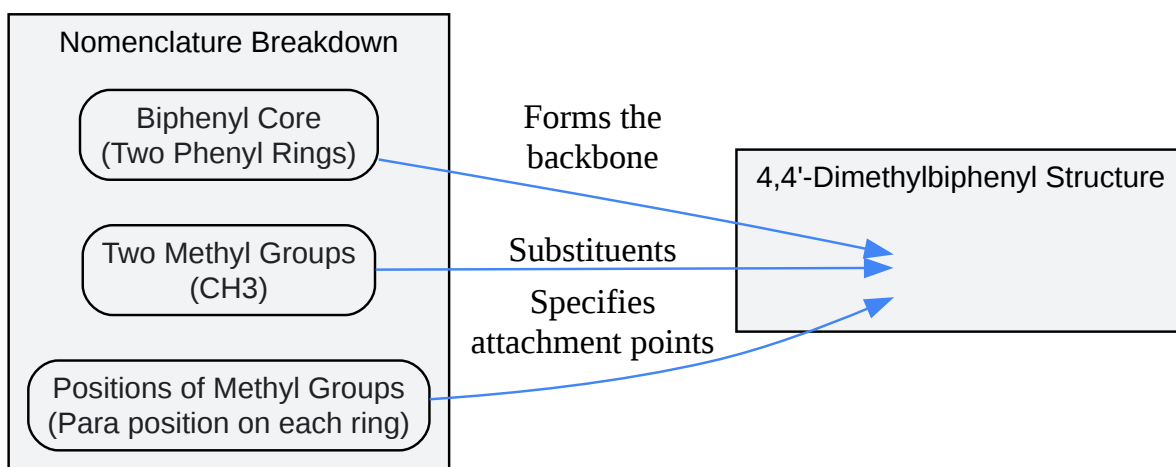 Nomenclature Breakdown
Biphenyl Core
(Two Phenyl Rings)
Two Methyl Groups
(CH3)
Positions of Methyl Groups
(Para position on each ring)
Forms the
backbone
Substituents
Specifies
attachment points
4,4'-Dimethylbiphenyl Structure